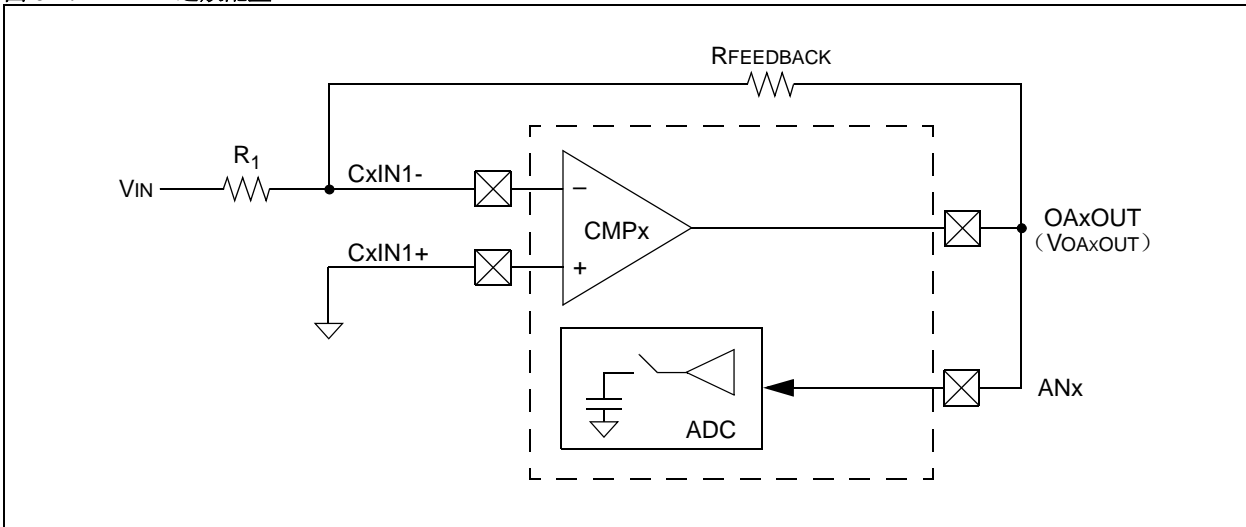 RFEEDBACK
R1
VIN
CxIN1-
–
CMPx
OAxOUT
(VOAxOUT)
CxIN1+
+
ANx
ADC